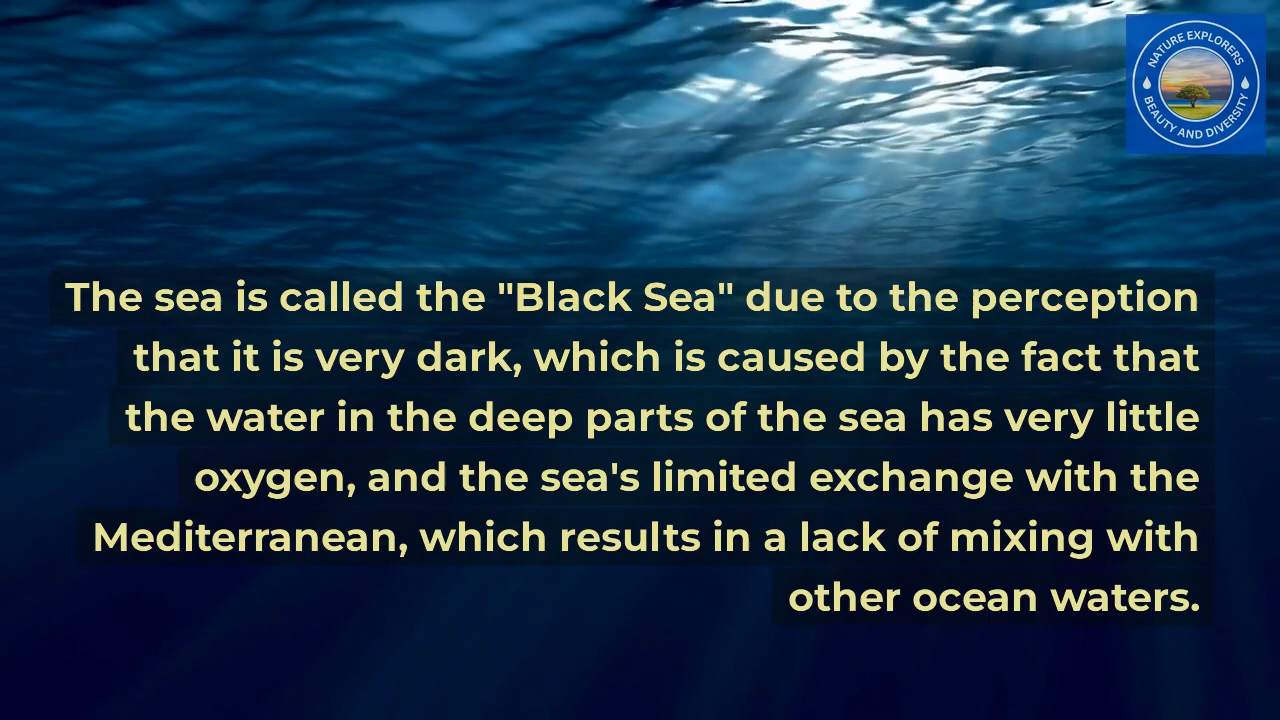 NATURE EXPLORERS
BEAUTY AND DIVERSITY
The sea is called the "Black Sea" due to the perception
that it is very dark, which is caused by the fact that
the water in the deep parts of the sea has very little
oxygen, and the sea's limited exchange with the
Mediterranean, which results in a lack of mixing with
other ocean waters.